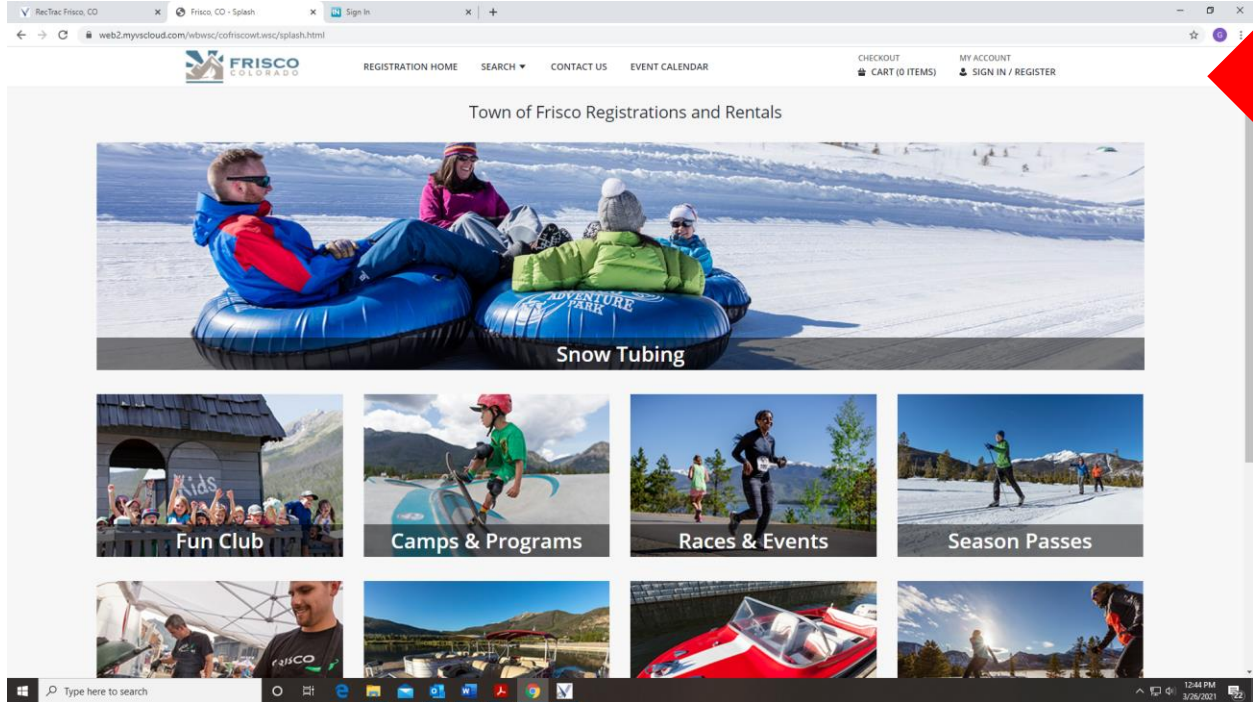 RecTrac Frisco, CO
Frisco, CO - Splash
Sign In
web2.myvscloud.com/wbwsc/cofriscowt.wsc/splash.html
G
FRISCO
COLORADO
REGISTRATION HOME SEARCH CONTACT US EVENT CALENDAR
CHECKOUT
CART (0 ITEMS)
MY ACCOUNT
SIGN IN / REGISTER
Town of Frisco Registrations and Rentals
ADVENTURE
PARK
Snow Tubing
Kids
Fun Club
Camps & Programs
Races & Events
Season Passes
FRISCO
Type here to search
12:44 PM
3/26/2021
22